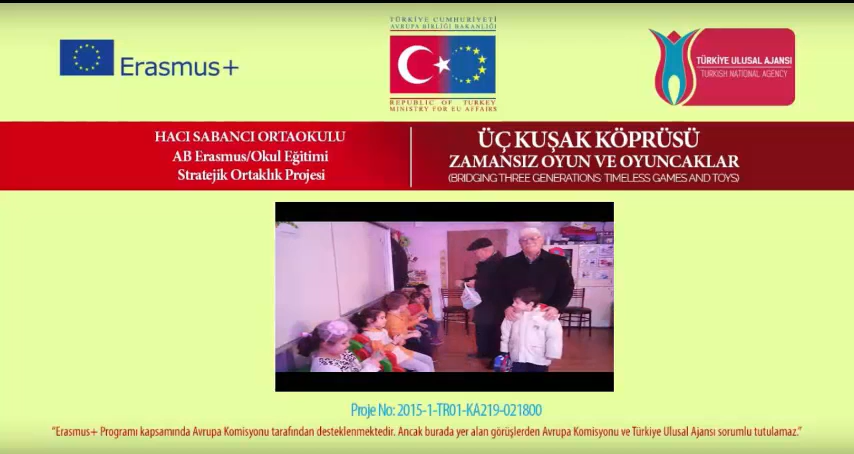 Erasmus+
TÜRKİYE CUMHURİYETİ
AVRUPA BİRLİĞİ BAKANLIĞI
REPUBLIC OF TURKEY
MINISTRY FOR EU AFFAIRS
TÜRKİYE ULUSAL AJANSI
TURKISH NATIONAL AGENCY
HACI SABANCI ORTAOKULU
AB Erasmus/Okul Eğitimi
Stratejik Ortaklık Projesi
ÜÇ KUŞAK KÖPRÜSÜ
ZAMANSIZ OYUN VE OYUNCAKLAR
(BRIDGING THREE GENERATIONS: TIMELESS GAMES AND TOYS)
Proje No: 2015-1-TR01-KA219-021800
“Erasmus+ Programı kapsamında Avrupa Komisyonu tarafından desteklenmektedir. Ancak burada yer alan görüşlerden Avrupa Komisyonu ve Türkiye Ulusal Ajansı sorumlu tutulamaz.”